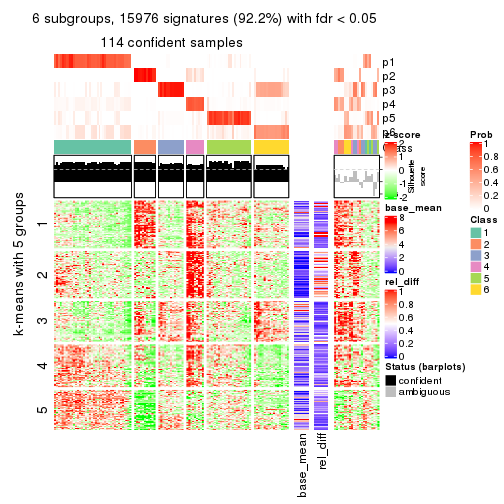 6 subgroups, 15976 signatures (92.2%) with fdr < 0.05
114 confident samples
p1
p2
p3
p4
p5
p6
Class
k-means with 5 groups
1
2
3
4
5
base_mean
rel_diff
Silhouette
score
z-score
2
1
0
-1
-2
base_mean
8
6
4
2
0
rel_diff
1
0.8
0.6
0.4
0.2
0
Status (barplots)
confident
ambiguous
Prob
1
0.8
0.6
0.4
0.2
0
Class
1
2
3
4
5
6